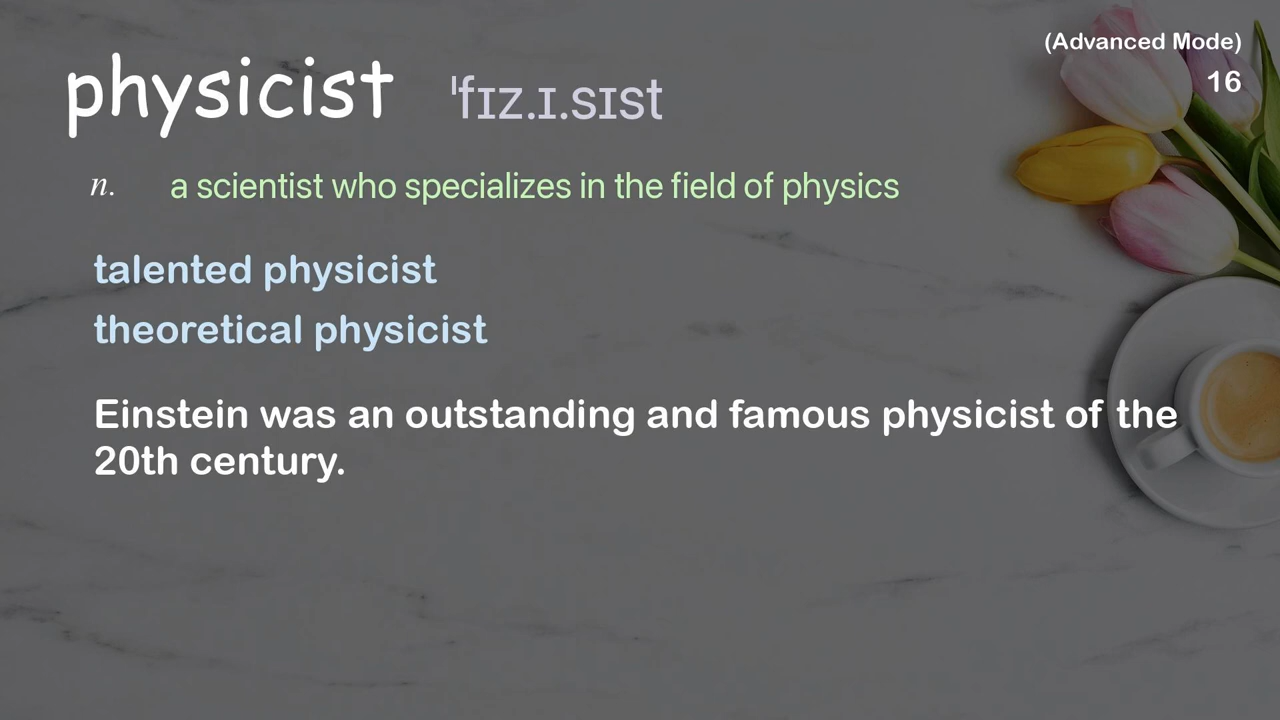 (Advanced Mode)
16
physicist ˈfɪz.ɪ.sɪst
n. a scientist who specializes in the field of physics
talented physicist
theoretical physicist
Einstein was an outstanding and famous physicist of the
20th century.